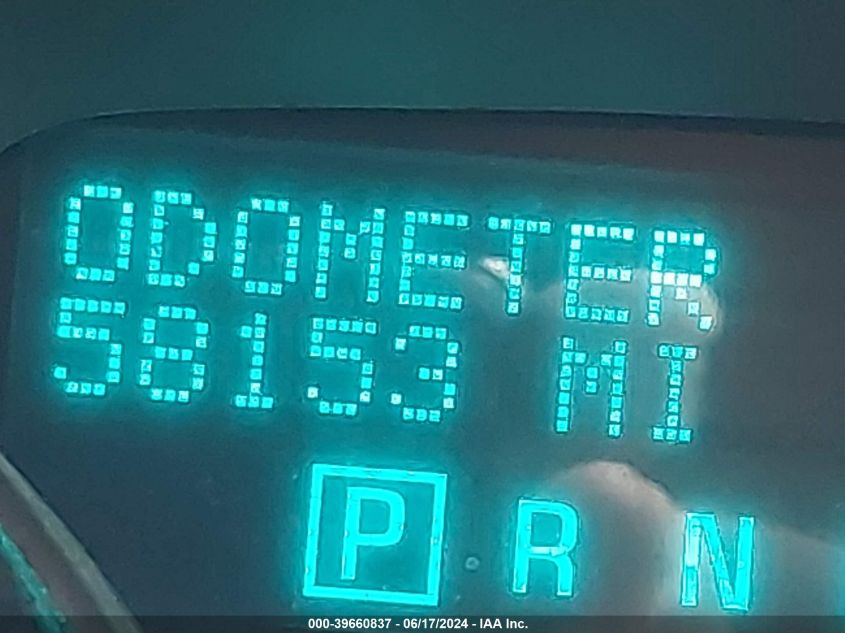 ODOMETER
58153 MI
P R N
000-39660837 - 06/17/2024 - IAA Inc.